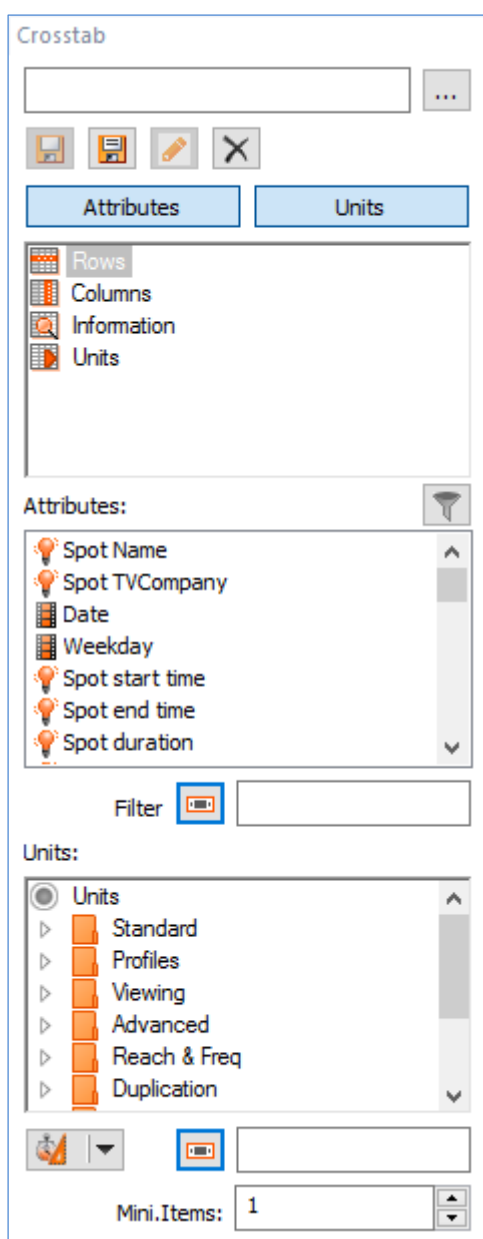 Crosstab
...
Attributes Units
Rows
Columns
Information
Units
Attributes:
Spot Name
Spot TVCompany
Date
Weekday
Spot start time
Spot end time
Spot duration
Filter
Units:
Units
Standard
Profiles
Viewing
Advanced
Reach & Freq
Duplication
Mini.Items: 1